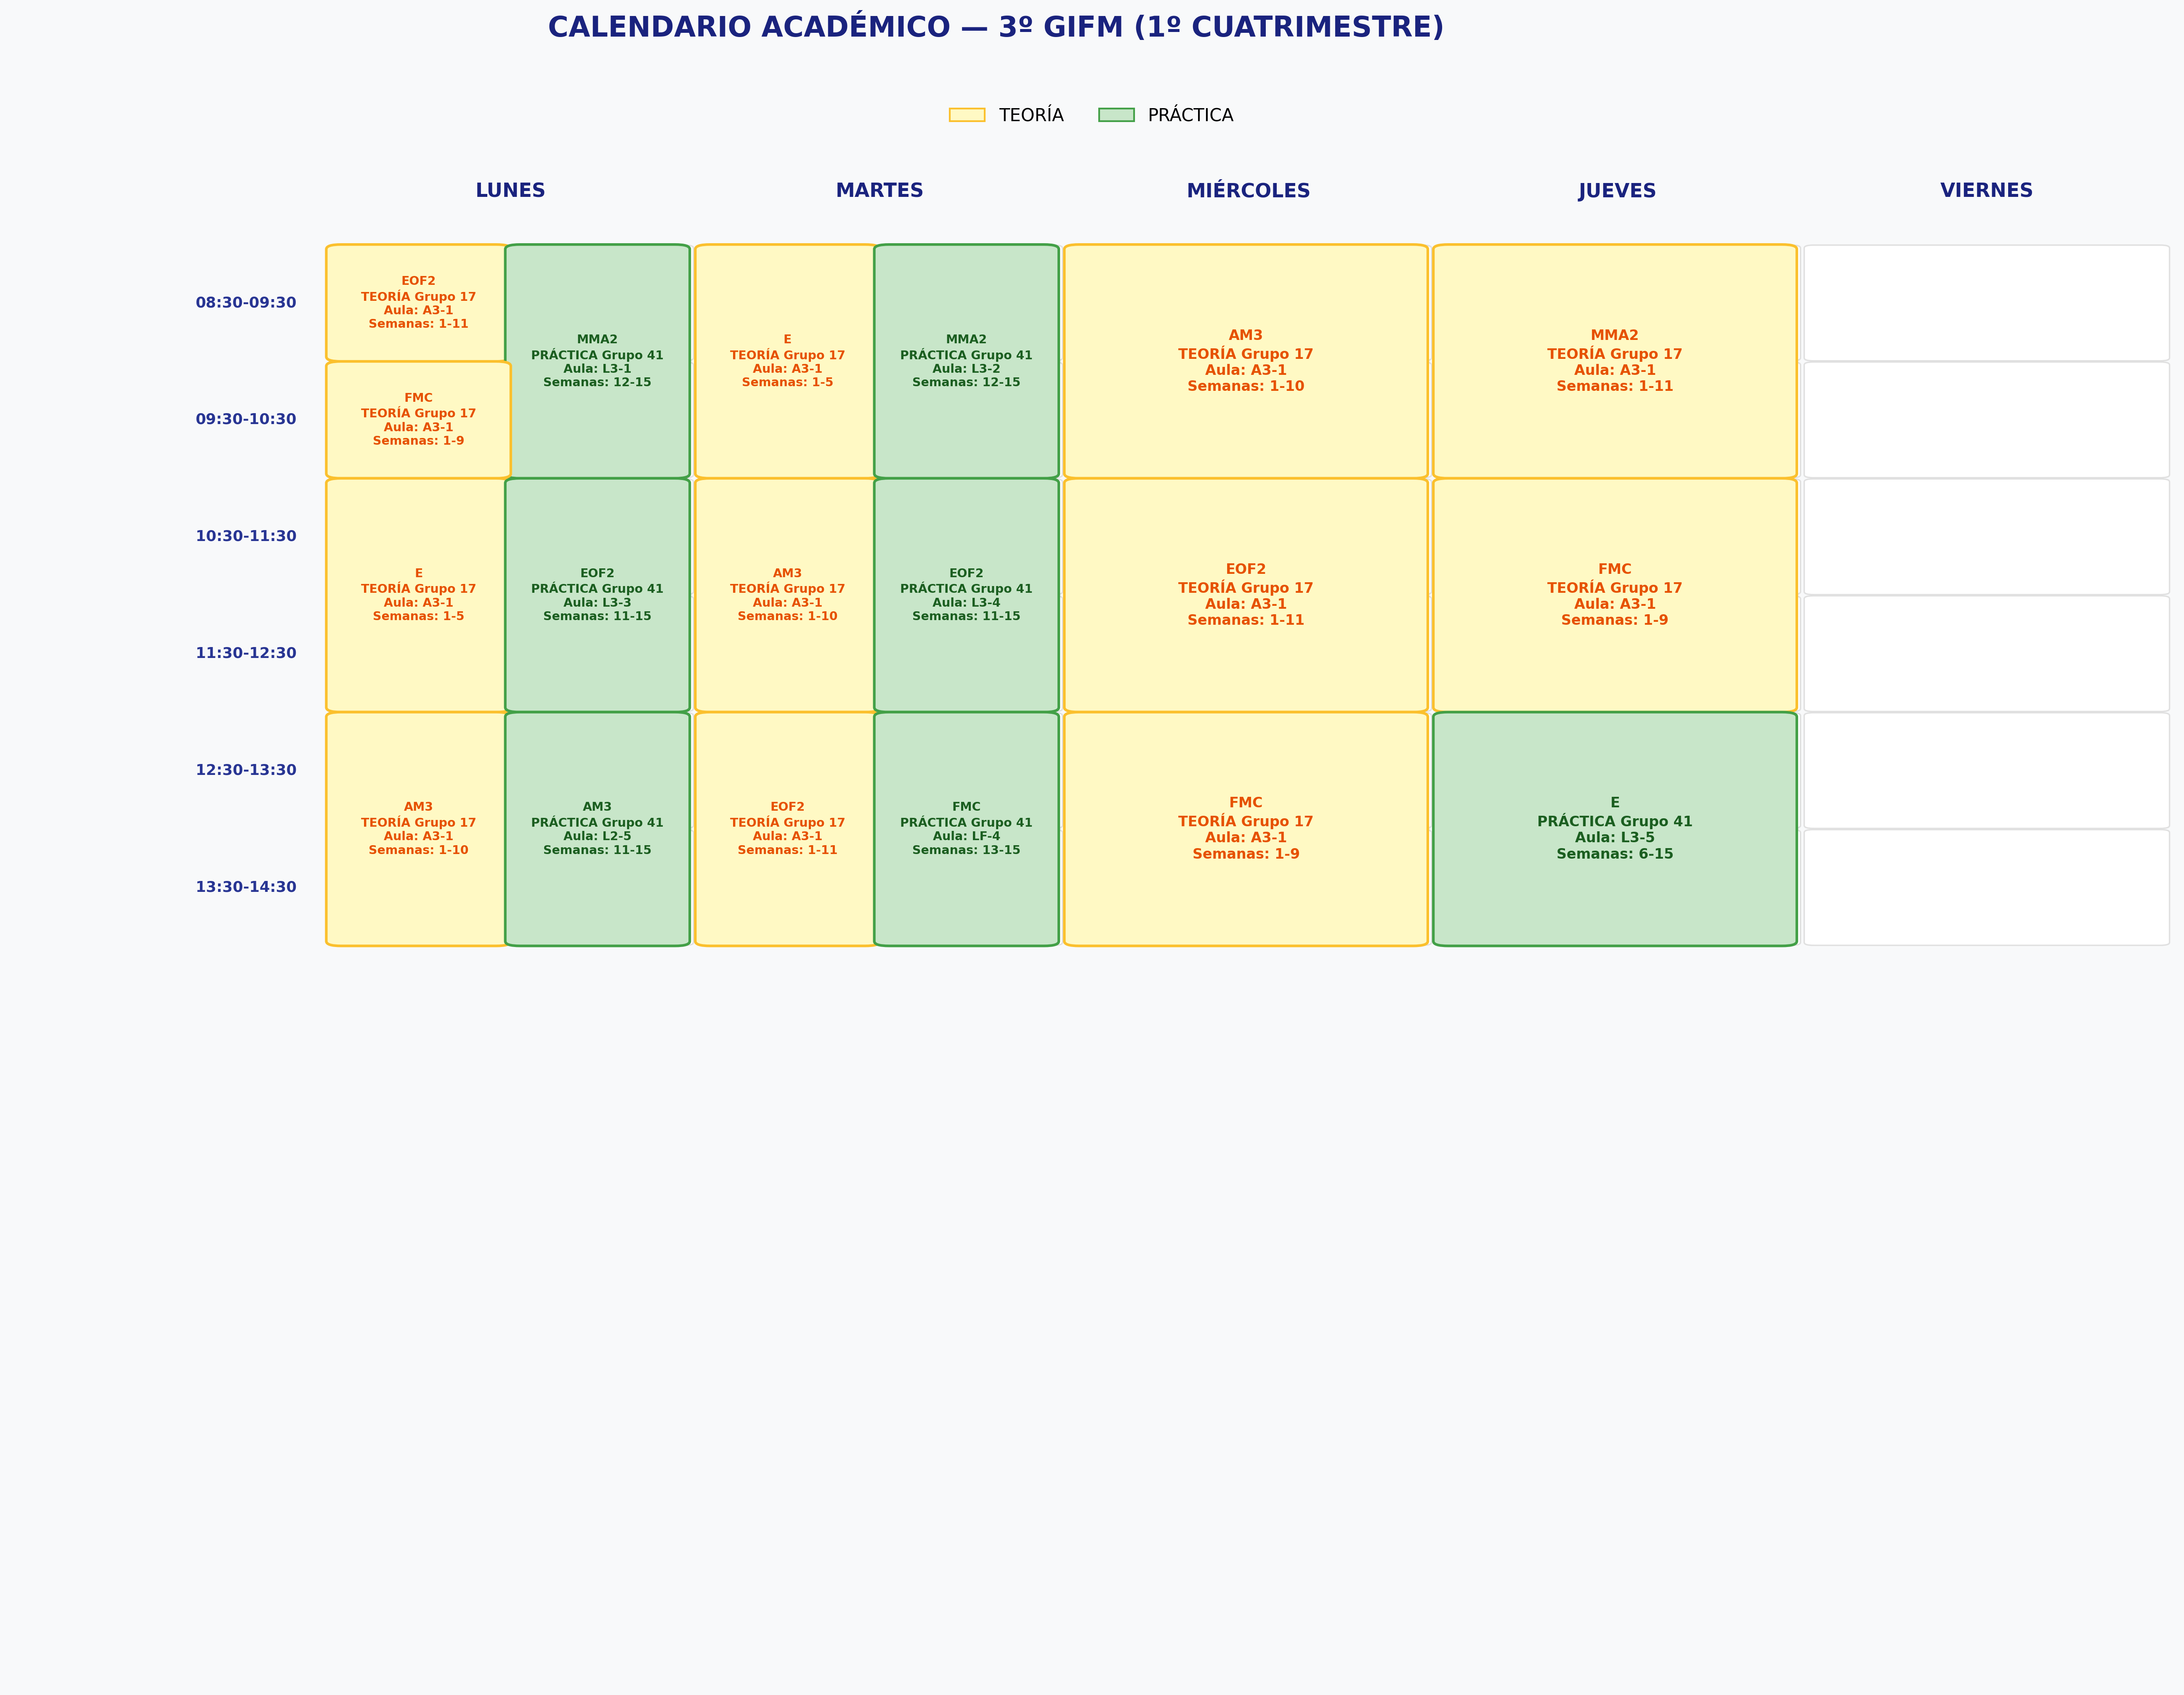 CALENDARIO ACADÉMICO — 3º GIFM (1º CUATRIMESTRE)
TEORÍA
PRÁCTICA
LUNES
MARTES
MIÉRCOLES
JUEVES
VIERNES
08:30-09:30
EOF2
TEORÍA Grupo 17
Aula: A3-1
Semanas: 1-11
MMA2
PRÁCTICA Grupo 41
Aula: L3-1
Semanas: 12-15
E
TEORÍA Grupo 17
Aula: A3-1
Semanas: 1-5
MMA2
PRÁCTICA Grupo 41
Aula: L3-2
Semanas: 12-15
AM3
TEORÍA Grupo 17
Aula: A3-1
Semanas: 1-10
MMA2
TEORÍA Grupo 17
Aula: A3-1
Semanas: 1-11
09:30-10:30
FMC
TEORÍA Grupo 17
Aula: A3-1
Semanas: 1-9
10:30-11:30
E
TEORÍA Grupo 17
Aula: A3-1
Semanas: 1-5
EOF2
PRÁCTICA Grupo 41
Aula: L3-3
Semanas: 11-15
AM3
TEORÍA Grupo 17
Aula: A3-1
Semanas: 1-10
EOF2
PRÁCTICA Grupo 41
Aula: L3-4
Semanas: 11-15
EOF2
TEORÍA Grupo 17
Aula: A3-1
Semanas: 1-11
FMC
TEORÍA Grupo 17
Aula: A3-1
Semanas: 1-9
11:30-12:30
12:30-13:30
AM3
TEORÍA Grupo 17
Aula: A3-1
Semanas: 1-10
AM3
PRÁCTICA Grupo 41
Aula: L2-5
Semanas: 11-15
EOF2
TEORÍA Grupo 17
Aula: A3-1
Semanas: 1-11
FMC
PRÁCTICA Grupo 41
Aula: LF-4
Semanas: 13-15
FMC
TEORÍA Grupo 17
Aula: A3-1
Semanas: 1-9
E
PRÁCTICA Grupo 41
Aula: L3-5
Semanas: 6-15
13:30-14:30